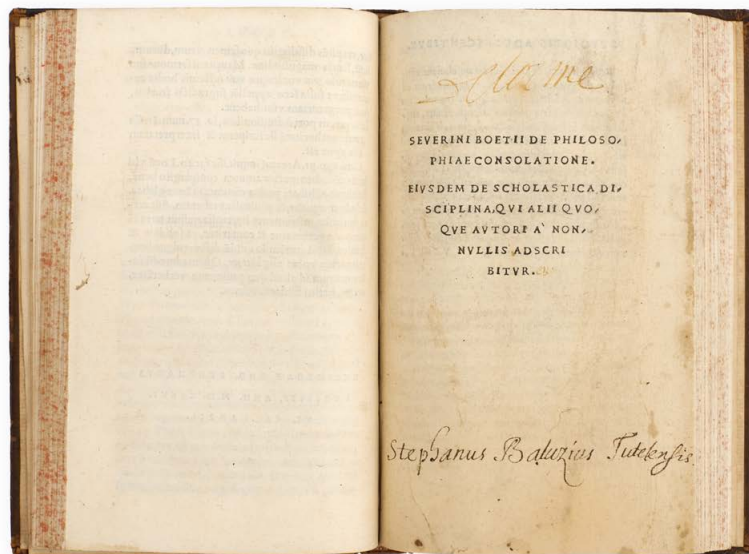 Delorme
SEVERINI BOETII DE PHILOSO,
PHIAE CONSOLATIONE.
EIVSDEM DE SCHOLASTICA DI,
SCIPLINA, QVI ALII QVO,
QVE AVTORI A' NON,
NVLLIS ADSCRI
BITVR.
Stephanus Baluzius Tutelensis.